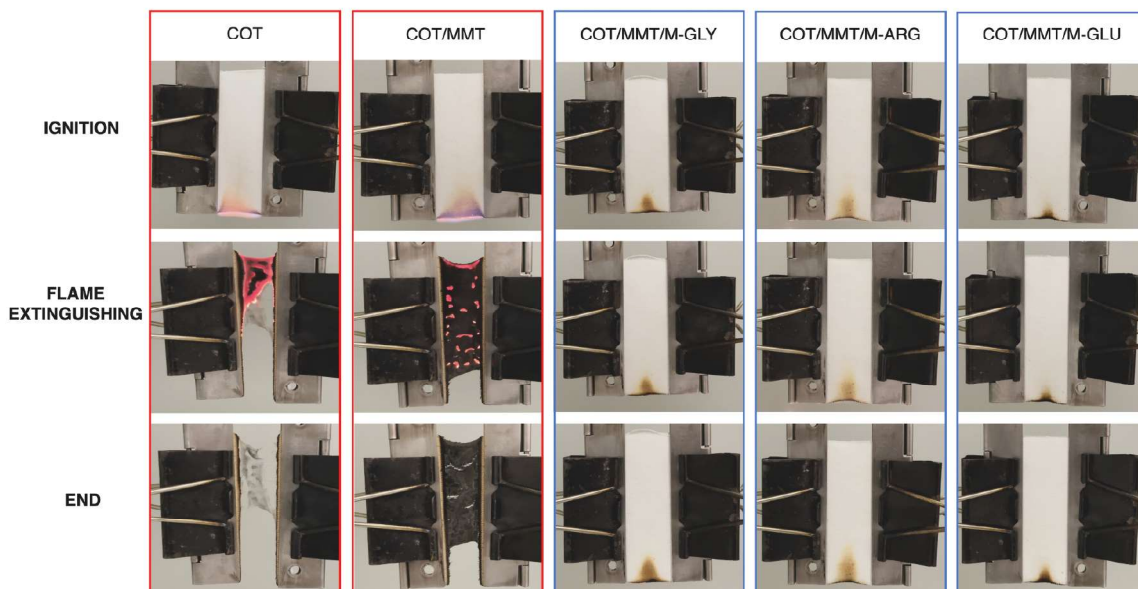 COT
COT/MMT
COT/MMT/M-GLY
COT/MMT/M-ARG
COT/MMT/M-GLU
IGNITION
FLAME
EXTINGUISHING
END